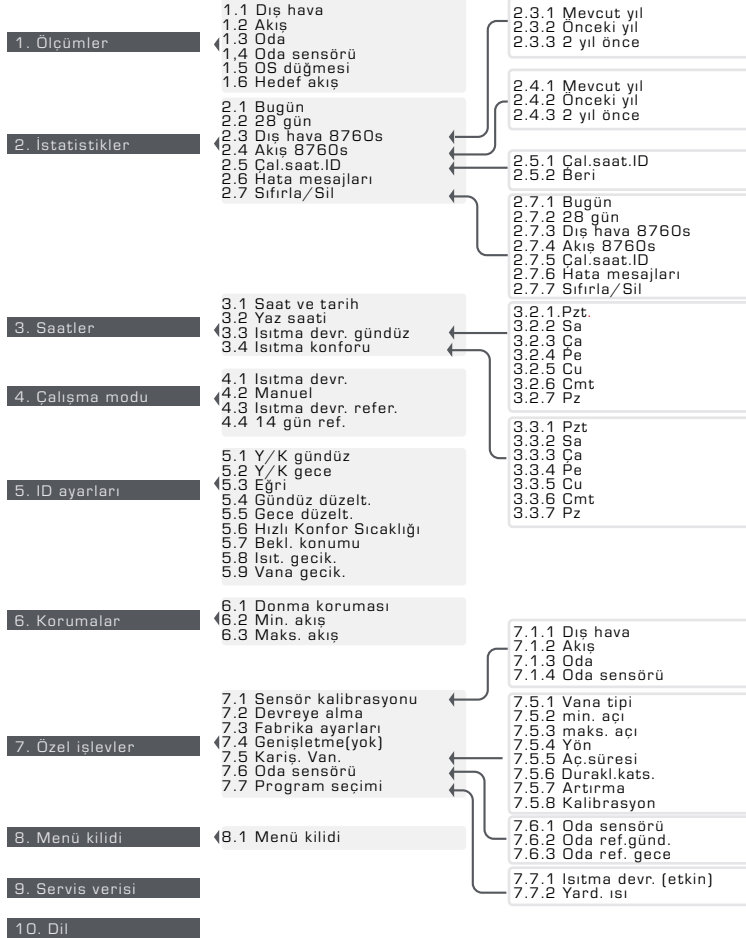 1. Ölçümler
1.1 Dış hava
1.2 Akış
1.3 Oda
1,4 Oda sensörü
1.5 OS düğmesi
1.6 Hedef akış
2. İstatistikler
2.1 Bugün
2.2 28 gün
2.3 Dış hava 8760s
2.4 Akış 8760s
2.5 Çal.saat.ID
2.6 Hata mesajları
2.7 Sıfırla/Sil
2.3.1 Mevcut yıl
2.3.2 Önceki yıl
2.3.3 2 yıl önce
2.4.1 Mevcut yıl
2.4.2 Önceki yıl
2.4.3 2 yıl önce
2.5.1 Çal.saat.ID
2.5.2 Beri
2.7.1 Bugün
2.7.2 28 gün
2.7.3 Dış hava 8760s
2.7.4 Akış 8760s
2.7.5 Çal.saat.ID
2.7.6 Hata mesajları
2.7.7 Sıfırla/Sil
3. Saatler
3.1 Saat ve tarih
3.2 Yaz saati
3.3 Isıtma devr. gündüz
3.4 Isıtma konforu
3.2.1.Pzt.
3.2.2 Sa
3.2.3 Ça
3.2.4 Pe
3.2.5 Cu
3.2.6 Cmt
3.2.7 Pz
3.3.1 Pzt
3.3.2 Sa
3.3.3 Ça
3.3.4 Pe
3.3.5 Cu
3.3.6 Cmt
3.3.7 Pz
4. Çalışma modu
4.1 Isıtma devr.
4.2 Manuel
4.3 Isıtma devr. refer.
4.4 14 gün ref.
5. ID ayarları
5.1 Y/K gündüz
5.2 Y/K gece
5.3 Eğri
5.4 Gündüz düzelt.
5.5 Gece düzelt.
5.6 Hızlı Konfor Sıcaklığı
5.7 Bekl. konumu
5.8 Isıt. gecik.
5.9 Vana gecik.
6. Korumalar
6.1 Donma koruması
6.2 Min. akış
6.3 Maks. akış
7. Özel işlevler
7.1 Sensör kalibrasyonu
7.2 Devreye alma
7.3 Fabrika ayarları
7.4 Genişletme(yok)
7.5 Karış. Van.
7.6 Oda sensörü
7.7 Program seçimi
7.1.1 Dış hava
7.1.2 Akış
7.1.3 Oda
7.1.4 Oda sensörü
7.5.1 Vana tipi
7.5.2 min. açı
7.5.3 maks. açı
7.5.4 Yön
7.5.5 Aç.süresi
7.5.6 Durakl.kats.
7.5.7 Artırma
7.5.8 Kalibrasyon
7.6.1 Oda sensörü
7.6.2 Oda ref.günd.
7.6.3 Oda ref. gece
7.7.1 Isıtma devr. (etkin)
7.7.2 Yard. ısı
8. Menü kilidi
8.1 Menü kilidi
9. Servis verisi
10. Dil